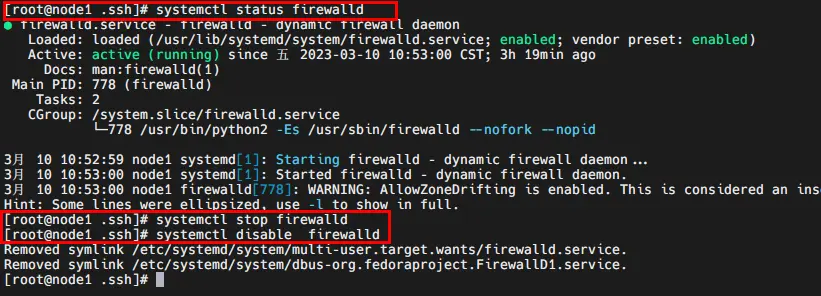 [root@node1 .ssh]# systemctl status firewalld
● firewalld.service - firewalld - dynamic firewall daemon
   Loaded: loaded (/usr/lib/systemd/system/firewalld.service; enabled; vendor preset: enabled)
   Active: active (running) since 五 2023-03-10 10:53:00 CST; 3h 19min ago
     Docs: man:firewalld(1)
 Main PID: 778 (firewalld)
    Tasks: 2
   CGroup: /system.slice/firewalld.service
           └─778 /usr/bin/python2 -Es /usr/sbin/firewalld --nofork --nopid
3月 10 10:52:59 node1 systemd[1]: Starting firewalld - dynamic firewall daemon...
3月 10 10:53:00 node1 systemd[1]: Started firewalld - dynamic firewall daemon.
3月 10 10:53:00 node1 firewalld[778]: WARNING: AllowZoneDrifting is enabled. This is considered an inse
Hint: Some lines were ellipsized, use -l to show in full.
[root@node1 .ssh]# systemctl stop firewalld
[root@node1 .ssh]# systemctl disable  firewalld
Removed symlink /etc/systemd/system/multi-user.target.wants/firewalld.service.
Removed symlink /etc/systemd/system/dbus-org.fedoraproject.FirewallD1.service.
[root@node1 .ssh]#